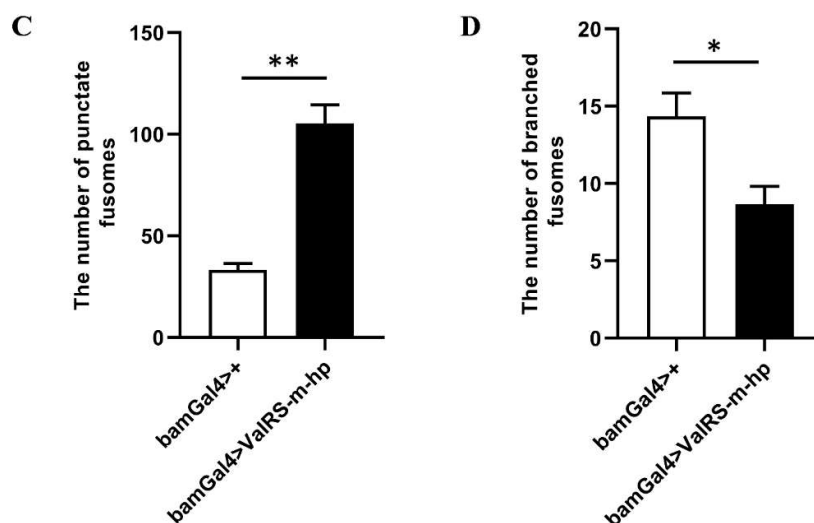 C
The number of punctate
fusomes
150
100
50
0
**
bamGal4>+
bamGal4>ValRS-m-hp
D
The number of branched
fusomes
20
15
10
5
0
*
bamGal4>+
bamGal4>ValRS-m-hp